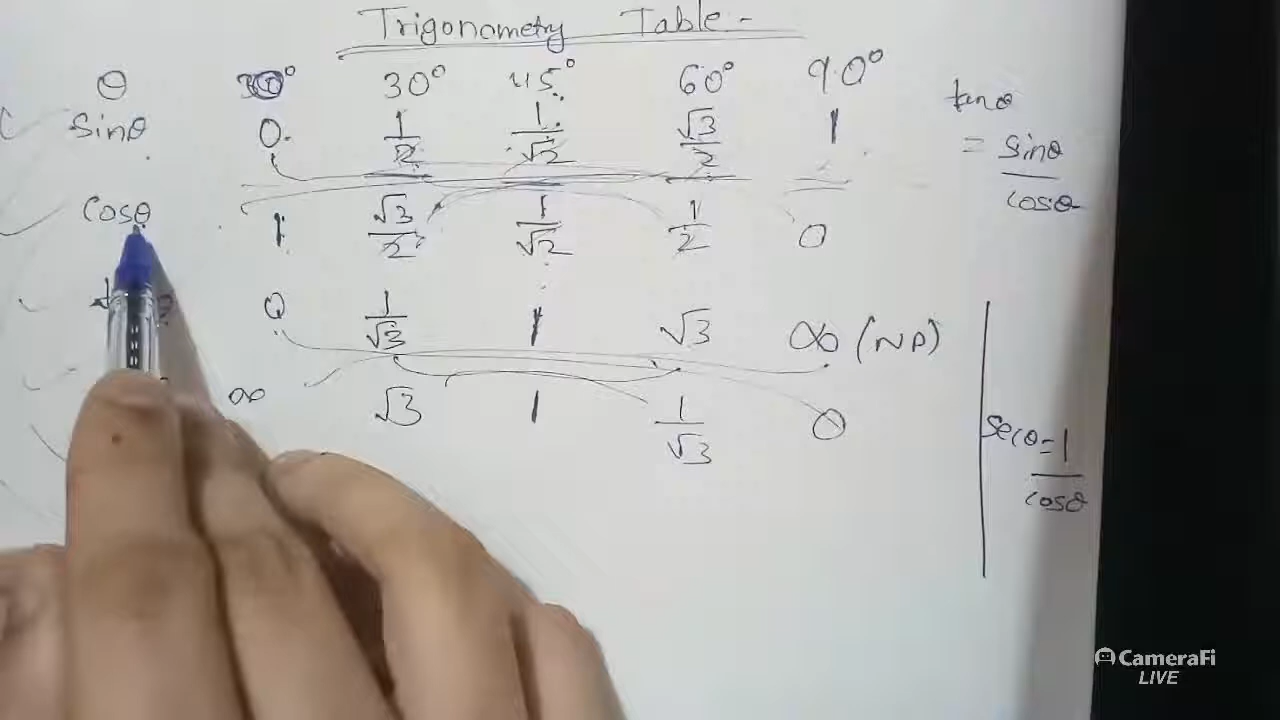 Trigonometry Table -
θ 30° 45° 60° 90°
sinθ 0 1/2 1/√2 √3/2 1
cosθ 1 √3/2 1/√2 1/2 0
0 1/√3 1 √3 ∞ (ND)
∞ √3 1 1/√3 0
tanθ
= sinθ/cosθ
secθ = 1/cosθ
CameraFi
LIVE